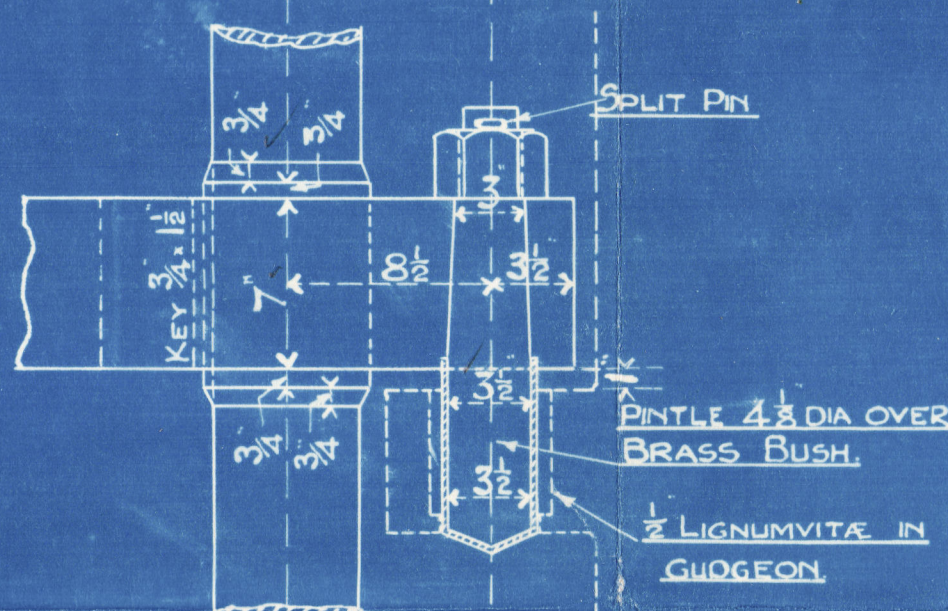 SPLIT PIN
3/4"
3/4"
3"
KEY 3/4" × 1 1/2"
7"
8 1/2
3 1/2
3 1/2
3 1/2
3/4"
3/4"
PINTLE 4 1/8 DIA OVER
BRASS BUSH.
1/2 LIGNUMVITÆ IN
GUDGEON.